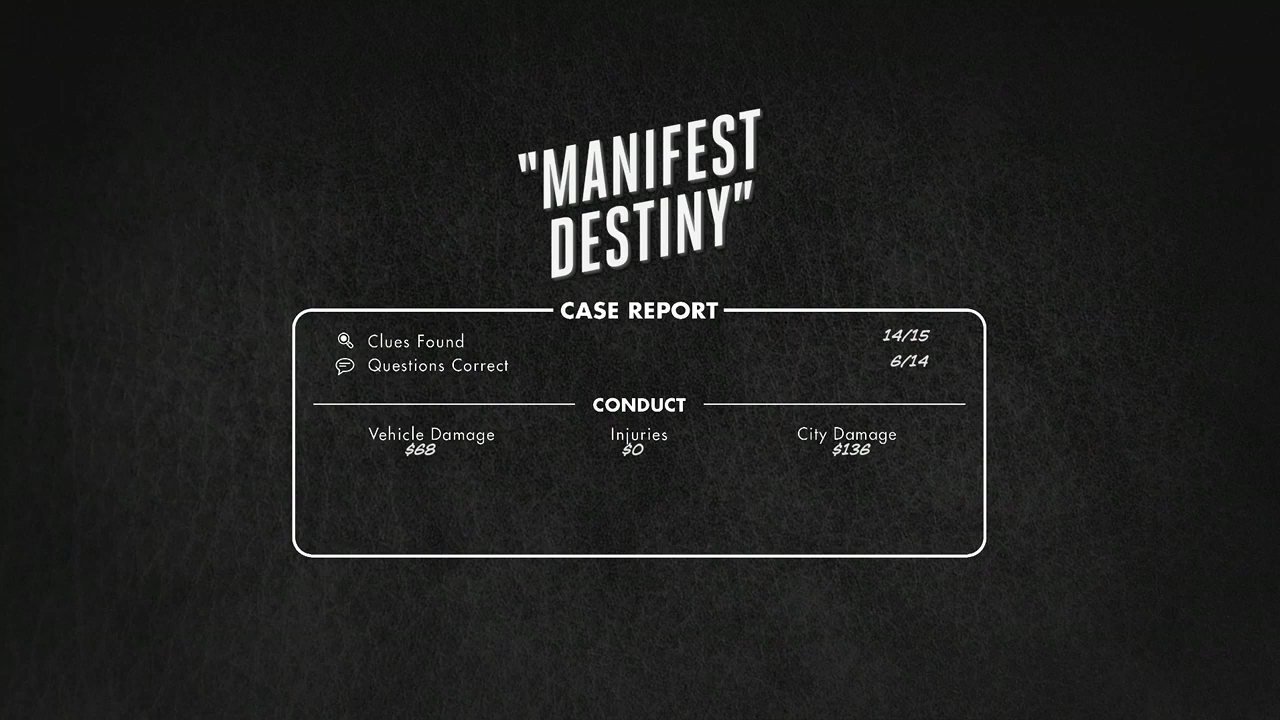 "MANIFEST
DESTINY"
CASE REPORT
Clues Found 14/15
Questions Correct 6/14
CONDUCT
Vehicle Damage Injuries City Damage
$68 $0 $136